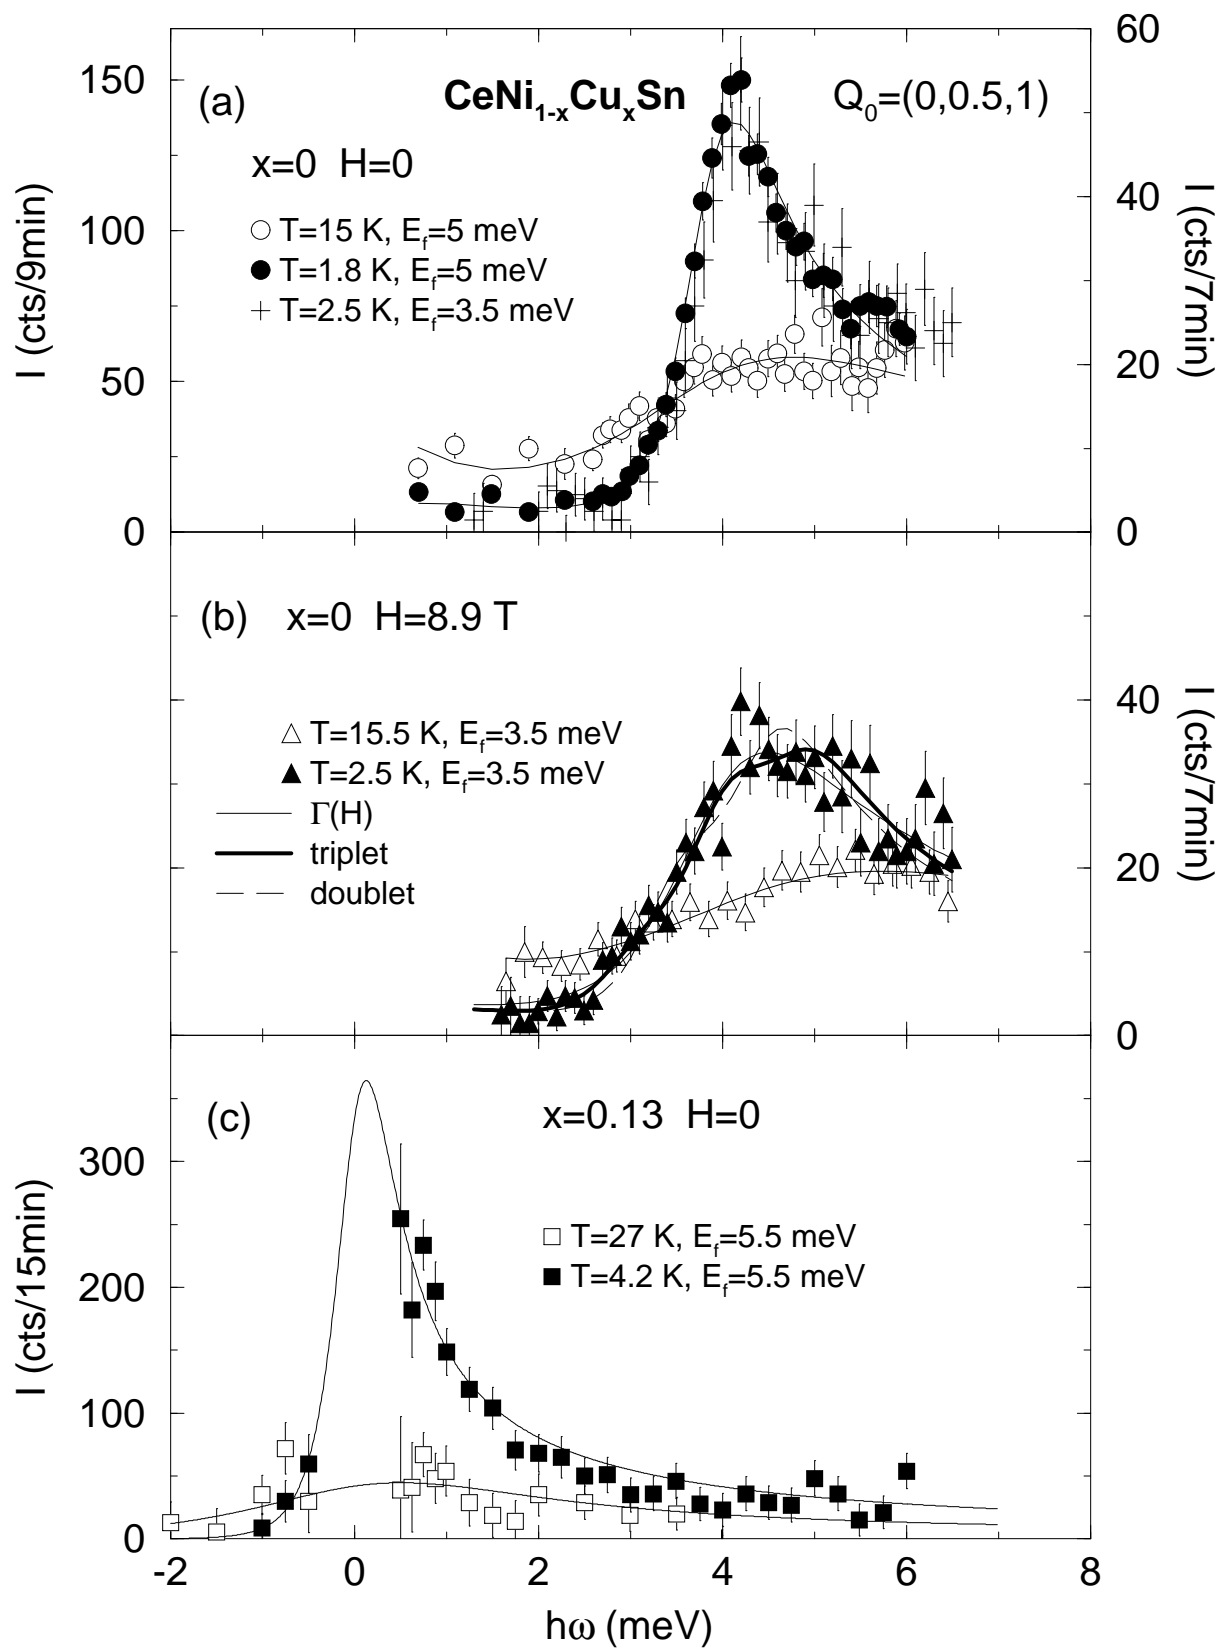 60
150
(a)
CeNi1-xCuxSn
Q0=(0,0.5,1)
x=0 H=0
40
T=15 K, Ef=5 meV
T=1.8 K, Ef=5 meV
T=2.5 K, Ef=3.5 meV
100
I (cts/9min)
I (cts/7min)
20
50
0
0
(b)
x=0 H=8.9 T
40
T=15.5 K, Ef=3.5 meV
T=2.5 K, Ef=3.5 meV
Γ(H)
triplet
doublet
I (cts/7min)
20
0
(c)
x=0.13 H=0
300
T=27 K, Ef=5.5 meV
T=4.2 K, Ef=5.5 meV
200
I (cts/15min)
100
0
-2 0 2 4 6 8
hω (meV)